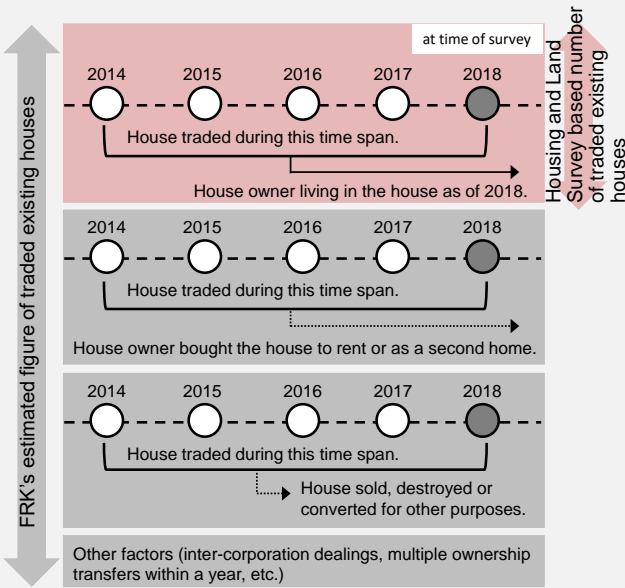 FRK's estimated figure of traded existing houses
at time of survey
2014 2015 2016 2017 2018
House traded during this time span.
House owner living in the house as of 2018.
Housing and Land
Survey based number
of traded existing
houses
2014 2015 2016 2017 2018
House traded during this time span.
House owner bought the house to rent or as a second home.
2014 2015 2016 2017 2018
House traded during this time span.
House sold, destroyed or
converted for other purposes.
Other factors (inter-corporation dealings, multiple ownership
transfers within a year, etc.)